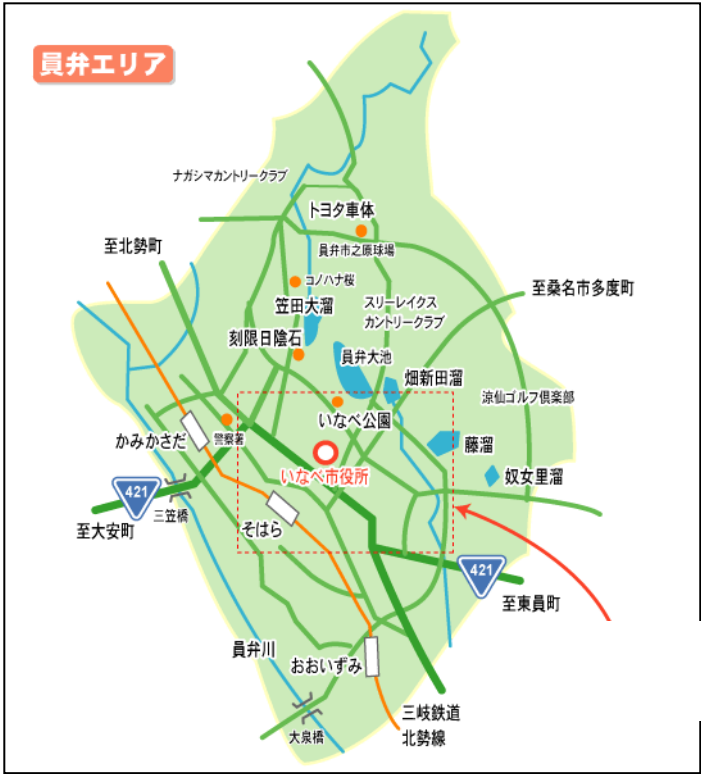 員弁エリア
ナガシマカントリークラブ
トヨタ車体
至北勢町
員弁市之原球場
コノハナ桜
至桑名市多度町
笠田大溜
スリーレイクス
カントリークラブ
刻限日陰石
員弁大池
畑新田溜
涼仙ゴルフ倶楽部
いなべ公園
かみかさだ
警察署
藤溜
いなべ市役所
奴女里溜
421
三笠橋
至大安町
そはら
421
至東員町
員弁川
おおいずみ
三岐鉄道
北勢線
大泉橋